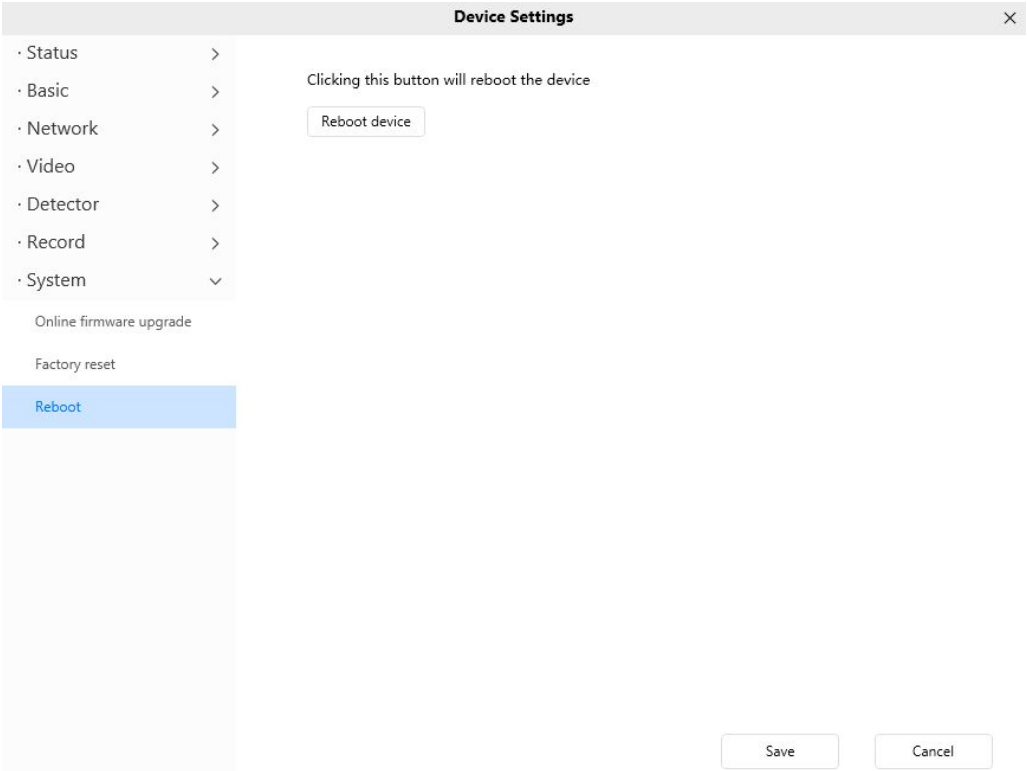 Device Settings
· Status
· Basic
· Network
· Video
· Detector
· Record
· System
Online firmware upgrade
Factory reset
Reboot
Clicking this button will reboot the device
Reboot device
Save
Cancel